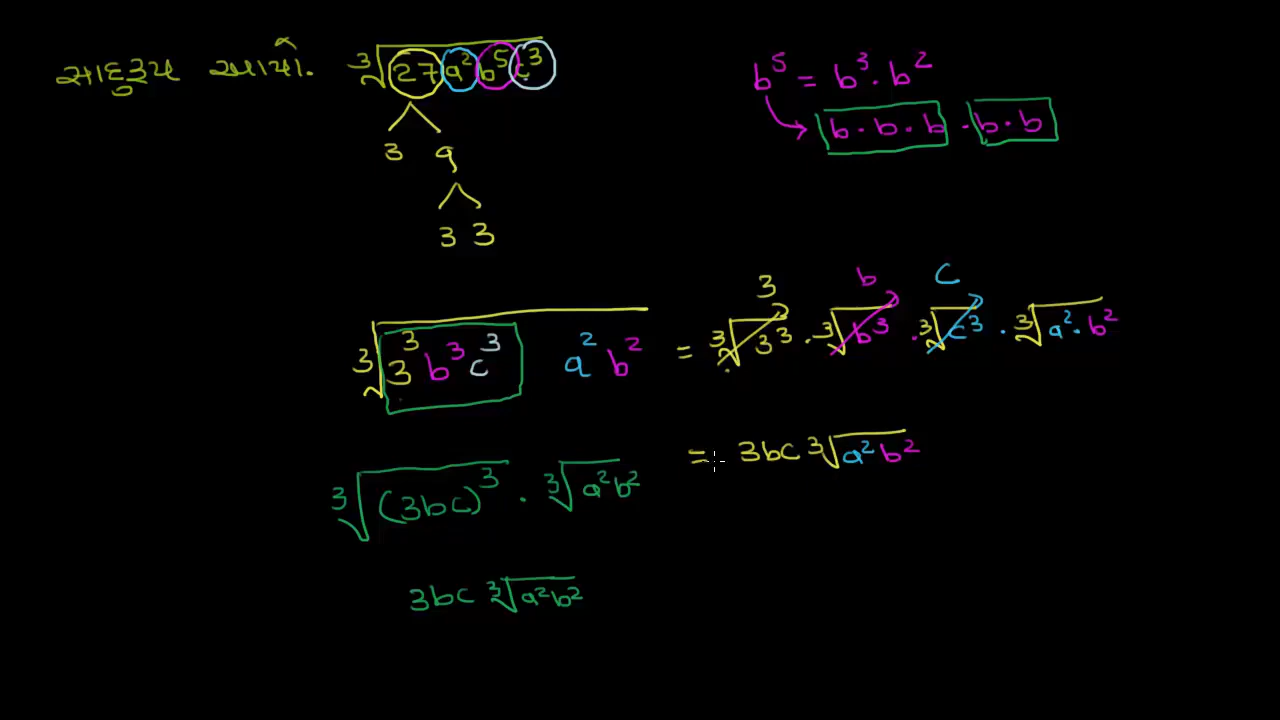 સાદુરૂપ આપો. ∛(27a²b⁵c³)
3 9
3 3
b⁵ = b³ · b²
b · b · b · b · b
∛(3³b³c³ a²b²) = ∛3³ · ∛b³ · ∛c³ · ∛(a² · b²)
3 b c
= 3bc ∛(a²b²)
∛((3bc)³) · ∛(a²b²)
3bc ∛(a²b²)